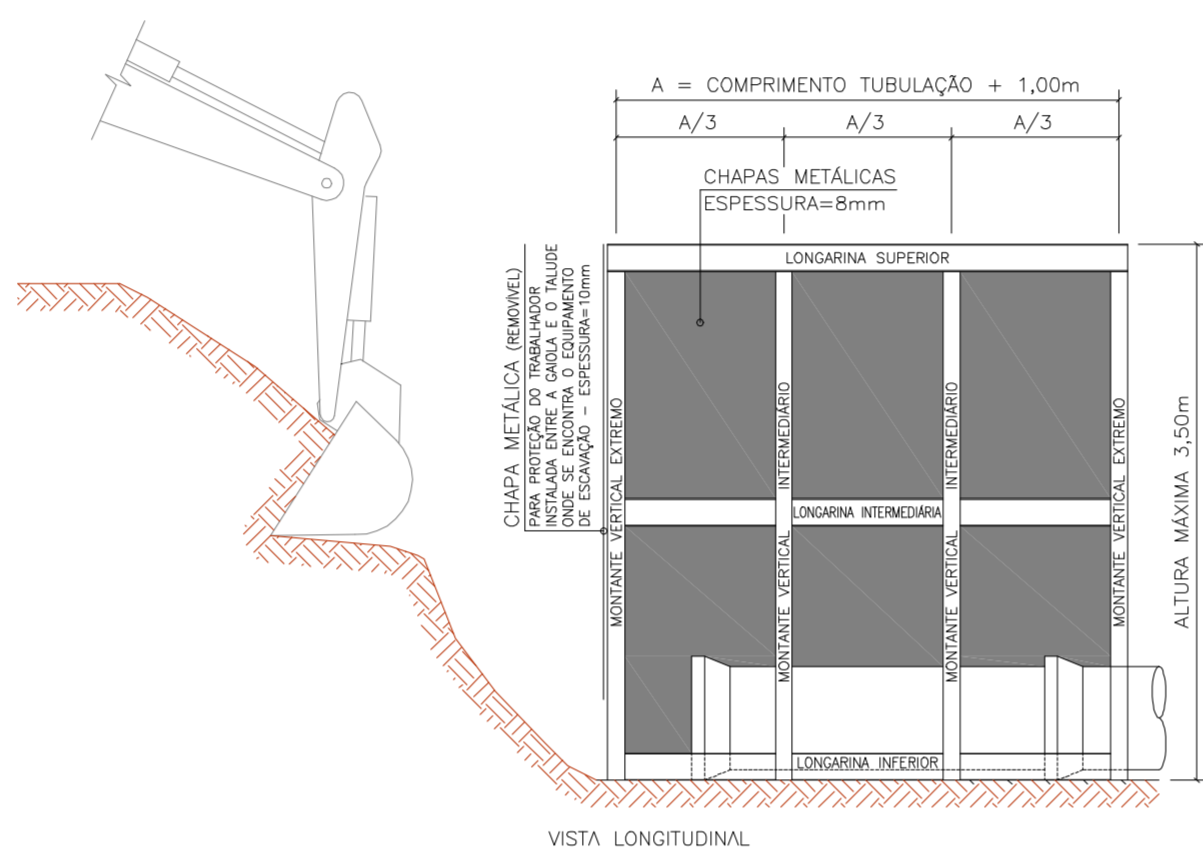 A = COMPRIMENTO TUBULAÇÃO + 1,00m
A/3
A/3
A/3
CHAPAS METÁLICAS
ESPESSURA=8mm
LONGARINA SUPERIOR
CHAPA METÁLICA (REMOVÍVEL)
PARA PROTEÇÃO DO TRABALHADOR
INSTALADA ENTRE A GAIOLA E O TALUDE
ONDE SE ENCONTRA O EQUIPAMENTO
DE ESCAVAÇÃO - ESPESSURA=10mm
MONTANTE VERTICAL EXTREMO
MONTANTE VERTICAL INTERMEDIÁRIO
LONGARINA INTERMEDIÁRIA
MONTANTE VERTICAL INTERMEDIÁRIO
MONTANTE VERTICAL EXTREMO
ALTURA MÁXIMA 3,50m
LONGARINA INFERIOR
VISTA LONGITUDINAL